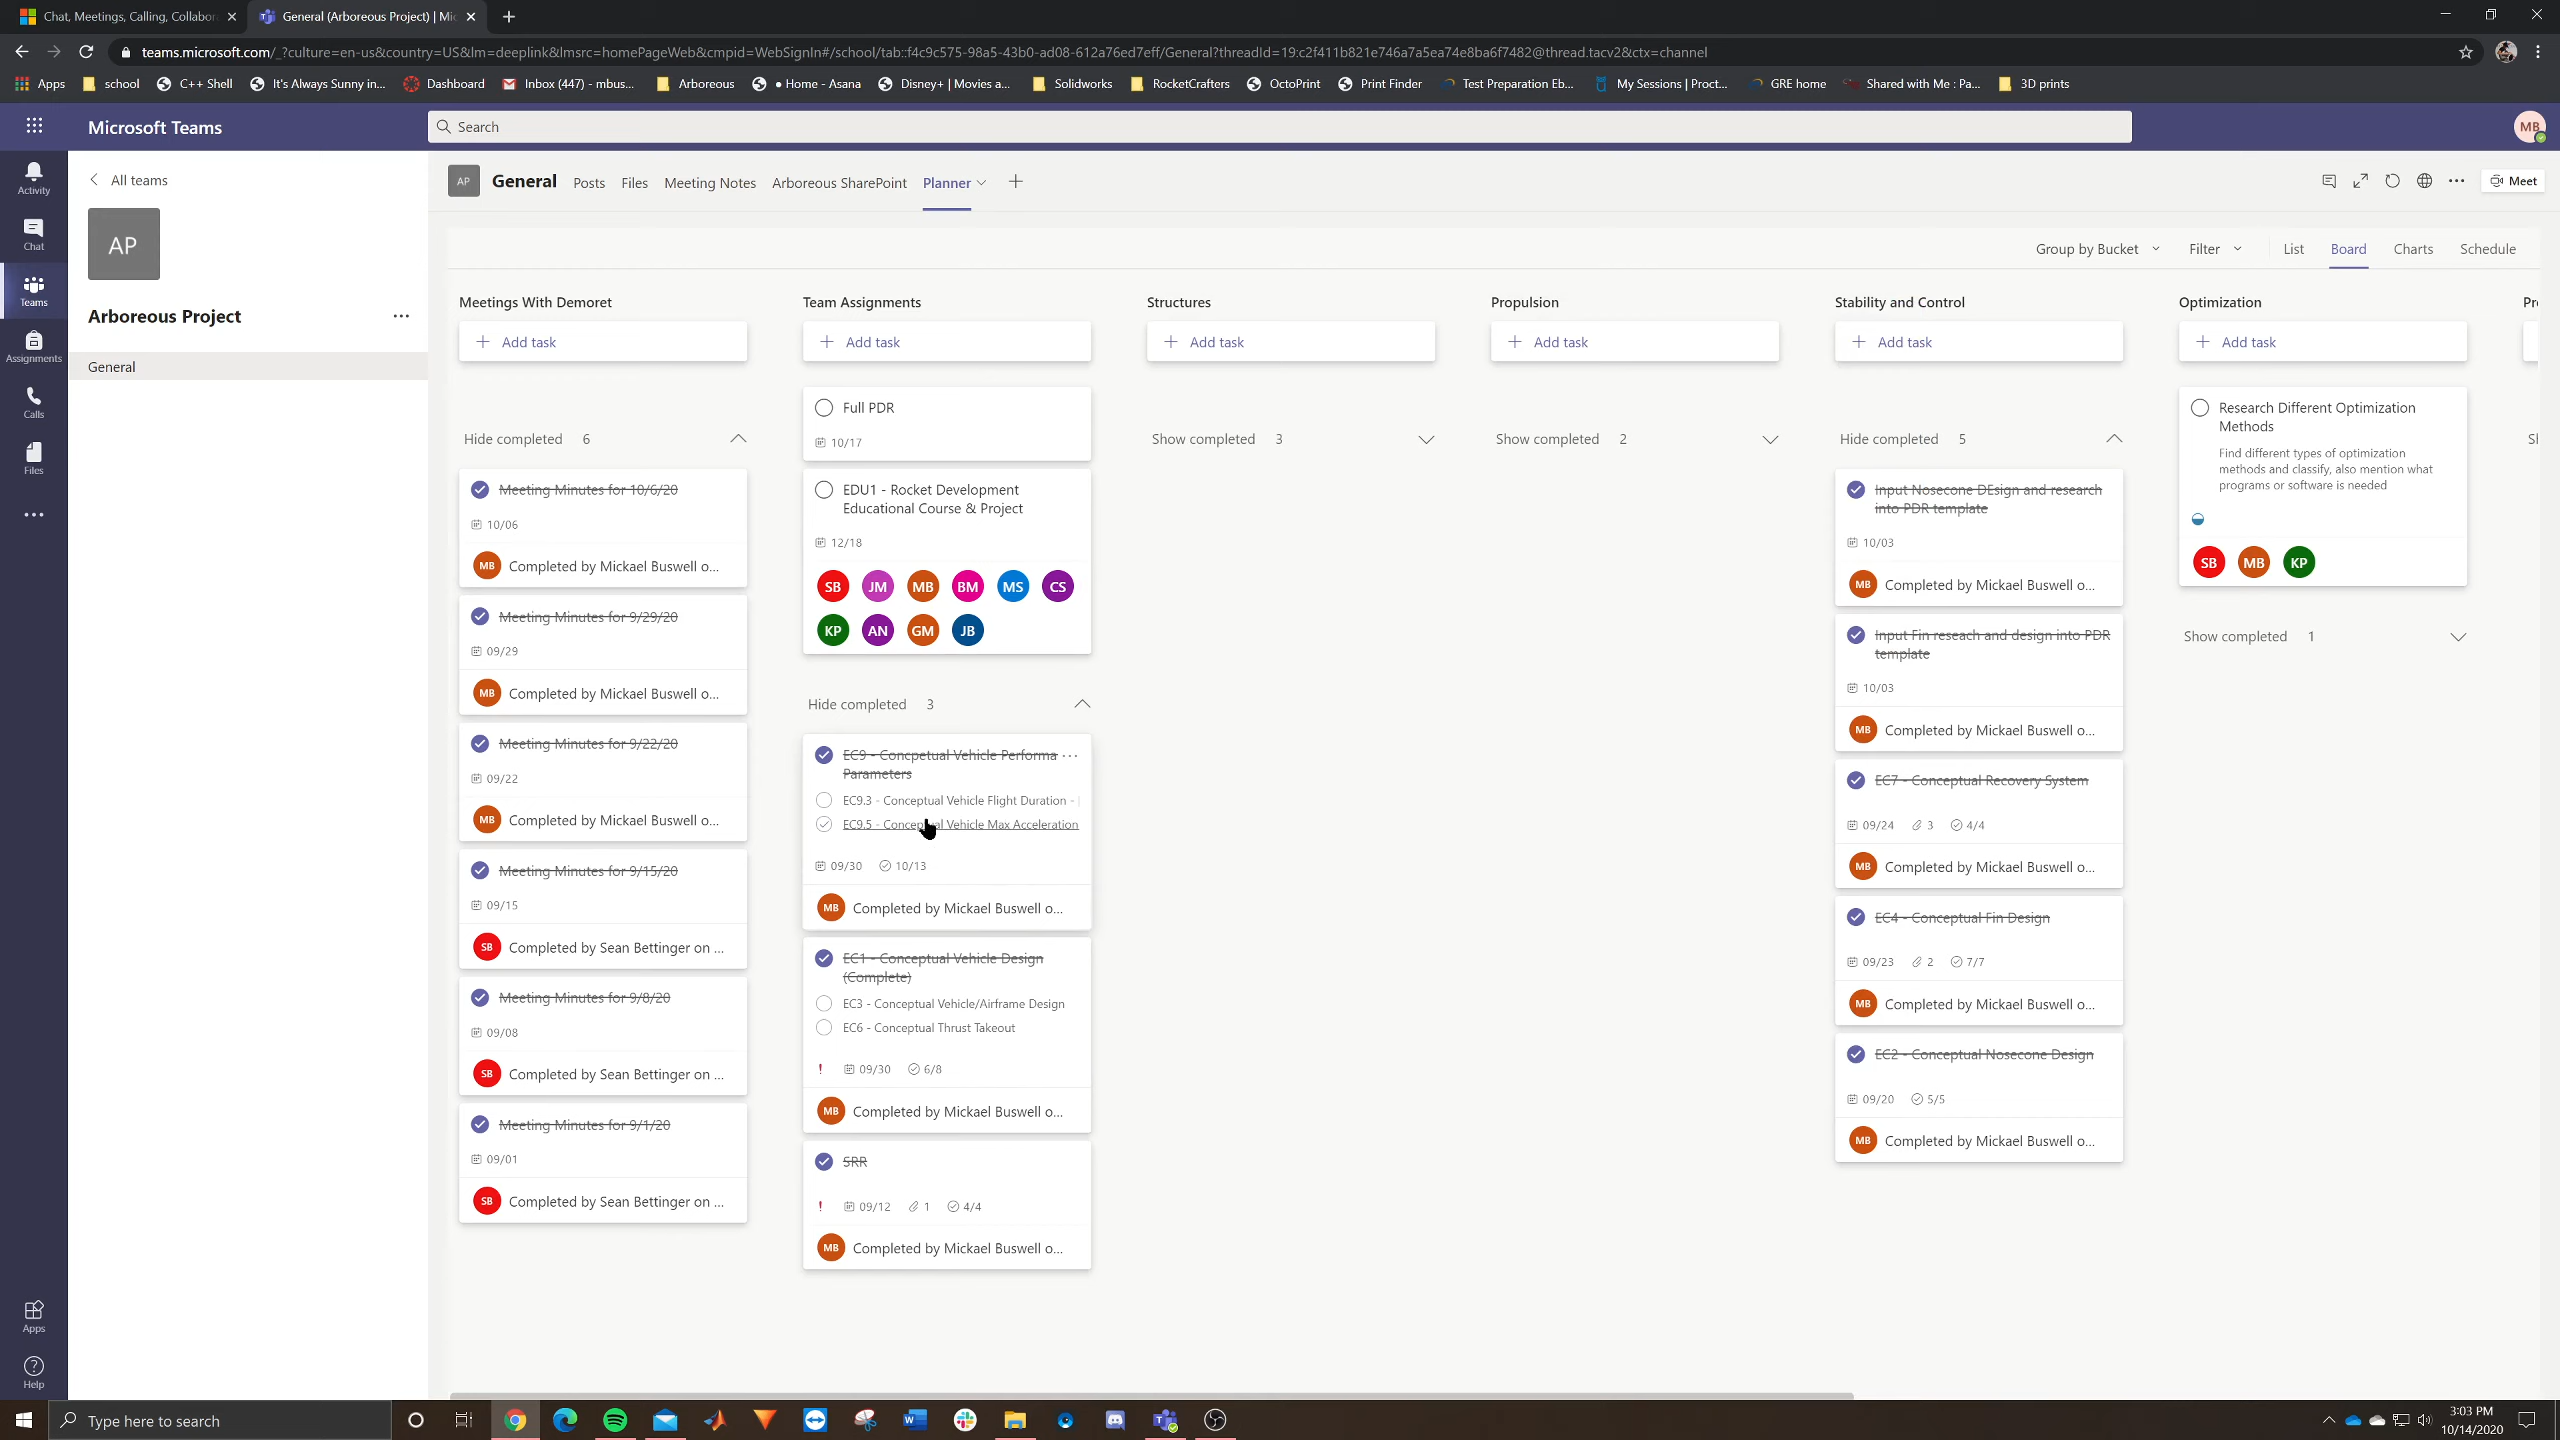 Chat, Meetings, Calling, Collabor
General (Arboreous Project) | Mic
teams.microsoft.com/_?culture=en-us&country=US&lm=deeplink&lmsrc=homePageWeb&cmpid=WebSignIn#/school/tab::f4c9c575-98a5-43b0-ad08-612a76ed7eff/General?threadId=19:c2f411b821e746a7a5ea74e8ba6f7482@thread.tacv2&ctx=channel
Apps
school
C++ Shell
It's Always Sunny in...
Dashboard
Inbox (447) - mbus...
Arboreous
• Home - Asana
Disney+ | Movies a...
Solidworks
RocketCrafters
OctoPrint
Print Finder
Test Preparation Eb...
My Sessions | Proct...
GRE home
Shared with Me : Pa...
3D prints
Microsoft Teams
Search
MB
Activity
Chat
Teams
Assignments
Calls
Files
Apps
Help
All teams
AP
Arboreous Project
General
AP
General
Posts
Files
Meeting Notes
Arboreous SharePoint
Planner
Meet
Group by Bucket
Filter
List
Board
Charts
Schedule
Meetings With Demoret
Add task
Hide completed 6
Meeting Minutes for 10/6/20
10/06
MB Completed by Mickael Buswell o...
Meeting Minutes for 9/29/20
09/29
MB Completed by Mickael Buswell o...
Meeting Minutes for 9/22/20
09/22
MB Completed by Mickael Buswell o...
Meeting Minutes for 9/15/20
09/15
SB Completed by Sean Bettinger on ...
Meeting Minutes for 9/8/20
09/08
SB Completed by Sean Bettinger on ...
Meeting Minutes for 9/1/20
09/01
SB Completed by Sean Bettinger on ...
Team Assignments
Add task
Full PDR
10/17
EDU1 - Rocket Development
Educational Course & Project
12/18
SB JM MB BM MS CS
KP AN GM JB
Hide completed 3
EC9 - Concpetual Vehicle Performa
Parameters
EC9.3 - Conceptual Vehicle Flight Duration -
EC9.5 - Conceptual Vehicle Max Acceleration
09/30 10/13
MB Completed by Mickael Buswell o...
EC1 - Conceptual Vehicle Design
(Complete)
EC3 - Conceptual Vehicle/Airframe Design
EC6 - Conceptual Thrust Takeout
! 09/30 6/8
MB Completed by Mickael Buswell o...
SRR
! 09/12 1 4/4
MB Completed by Mickael Buswell o...
Structures
Add task
Show completed 3
Propulsion
Add task
Show completed 2
Stability and Control
Add task
Hide completed 5
Input Nosecone DEsign and research
into PDR template
10/03
MB Completed by Mickael Buswell o...
Input Fin reseach and design into PDR
template
10/03
MB Completed by Mickael Buswell o...
EC7 - Conceptual Recovery System
09/24 3 4/4
MB Completed by Mickael Buswell o...
EC4 - Conceptual Fin Design
09/23 2 7/7
MB Completed by Mickael Buswell o...
EC2 - Conceptual Nosecone Design
09/20 5/5
MB Completed by Mickael Buswell o...
Optimization
Add task
Research Different Optimization
Methods
Find different types of optimization
methods and classify, also mention what
programs or software is needed
SB MB KP
Show completed 1
Type here to search
3:03 PM
10/14/2020